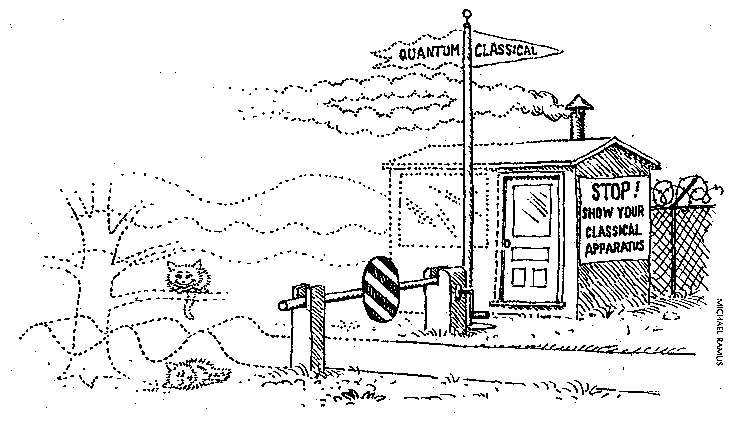 QUANTUM CLASSICAL
STOP!
SHOW YOUR
CLASSICAL
APPARATUS
MICHAEL RAMUS